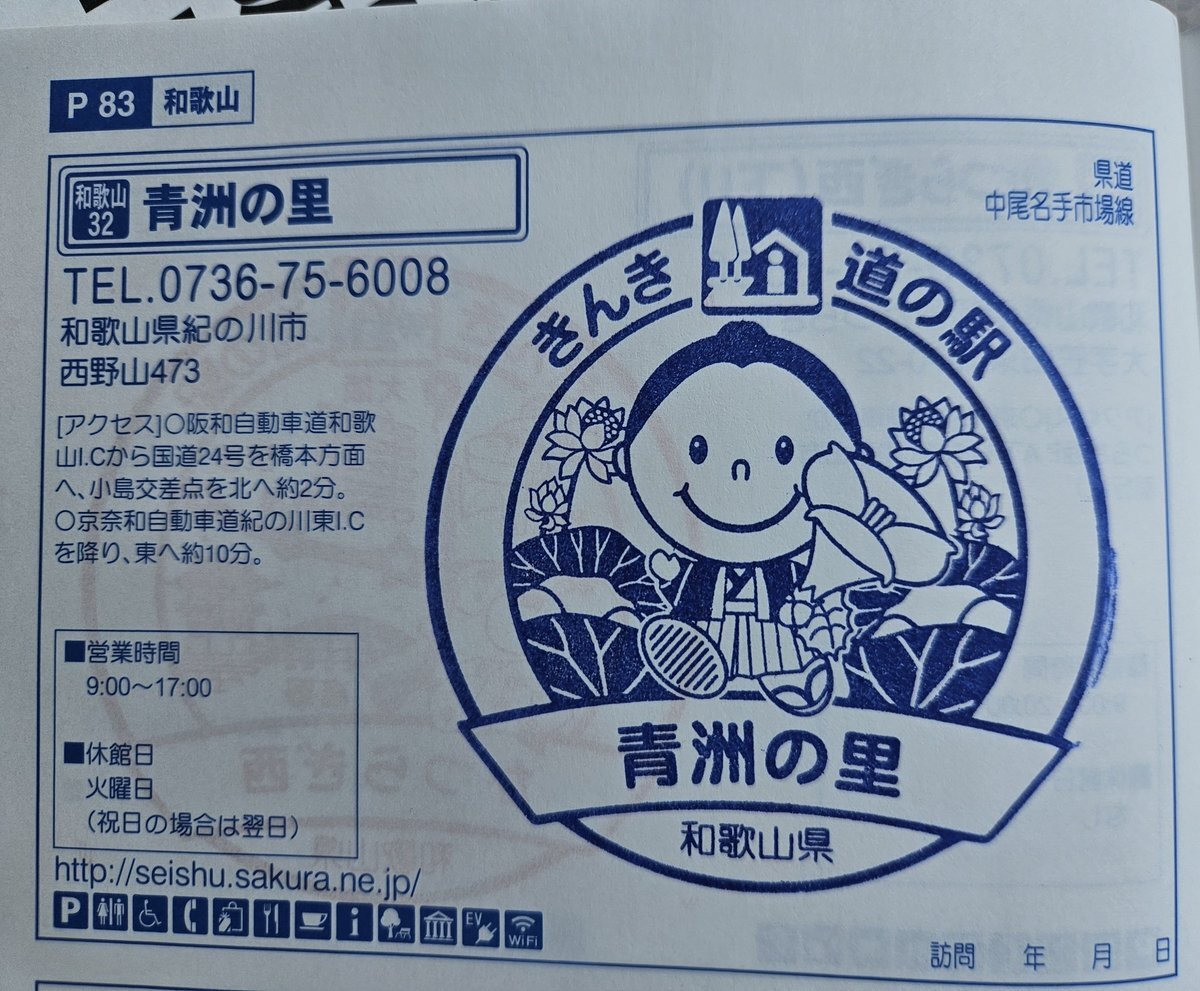 P 83 和歌山
和歌山
32
青洲の里
県道
中尾名手市場線
TEL.0736-75-6008
和歌山県紀の川市
西野山473
[アクセス]○阪和自動車道和歌
山I.Cから国道24号を橋本方面
へ、小島交差点を北へ約2分。
○京奈和自動車道紀の川東I.C
を降り、東へ約10分。
■営業時間
9:00〜17:00
■休館日
火曜日
(祝日の場合は翌日)
http://seishu.sakura.ne.jp/
P
i
EV
WiFi
きんき 道の駅
青洲の里
和歌山県
訪問 年 月 日